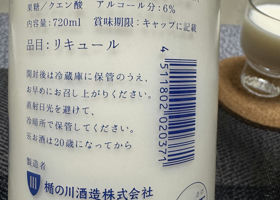 果糖/クエン酸 アルコール分:6%
内容量:720ml 賞味期限:キャップに記載
品目:リキュール
開封後は冷蔵庫に保管のうえ、
お早めにお召し上がりください。
直射日光を避けて、
冷暗所で保管してください。
※お酒は20歳になってから
4511802020371
製造者
樋の川酒造株式会社